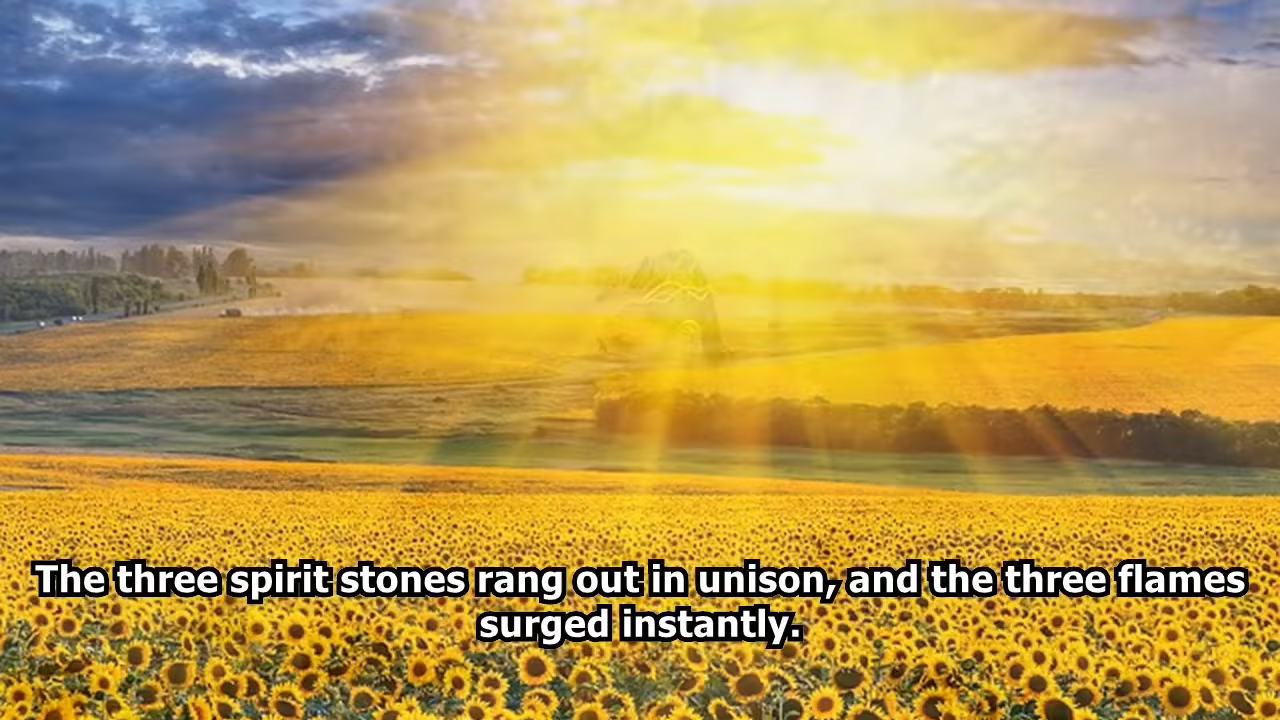 The three spirit stones rang out in unison, and the three flames
surged instantly.